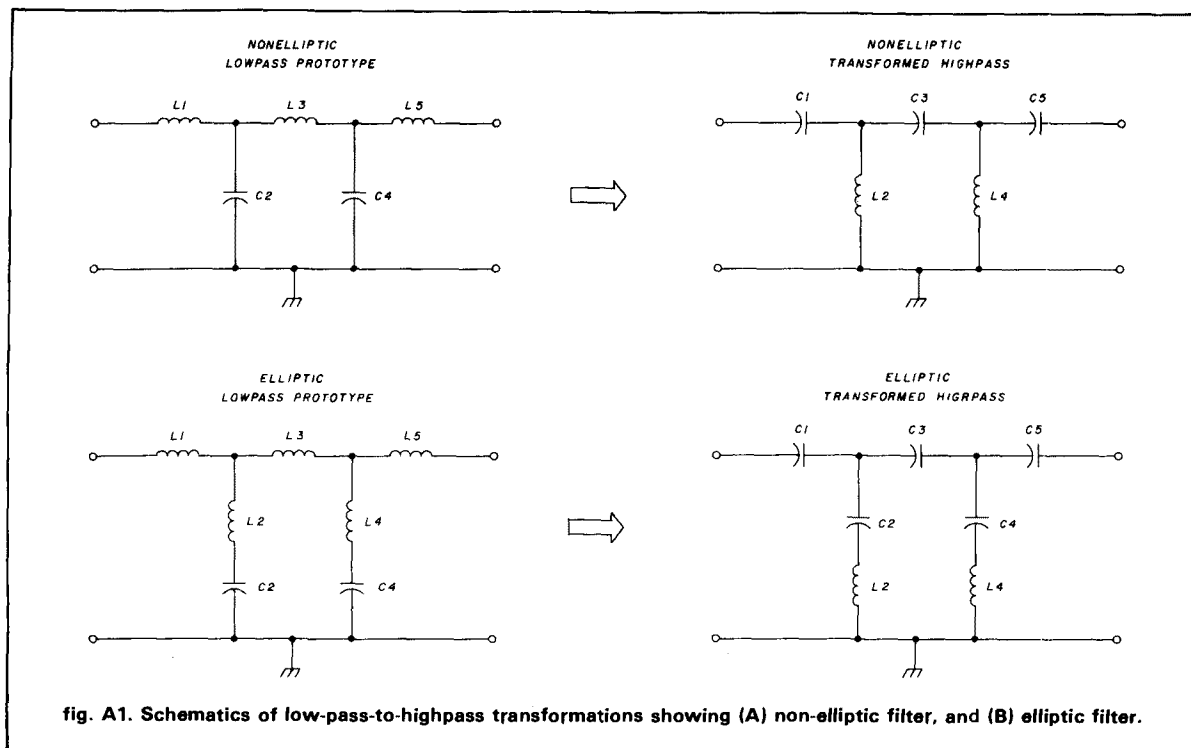 NONELLIPTIC
LOWPASS PROTOTYPE
L1
L3
L5
C2
C4
NONELLIPTIC
TRANSFORMED HIGHPASS
C1
C3
C5
L2
L4
ELLIPTIC
LOWPASS PROTOTYPE
L1
L3
L5
L2
L4
C2
C4
ELLIPTIC
TRANSFORMED HIGRPASS
C1
C3
C5
C2
C4
L2
L4
fig. A1. Schematics of low-pass-to-highpass transformations showing (A) non-elliptic filter, and (B) elliptic filter.